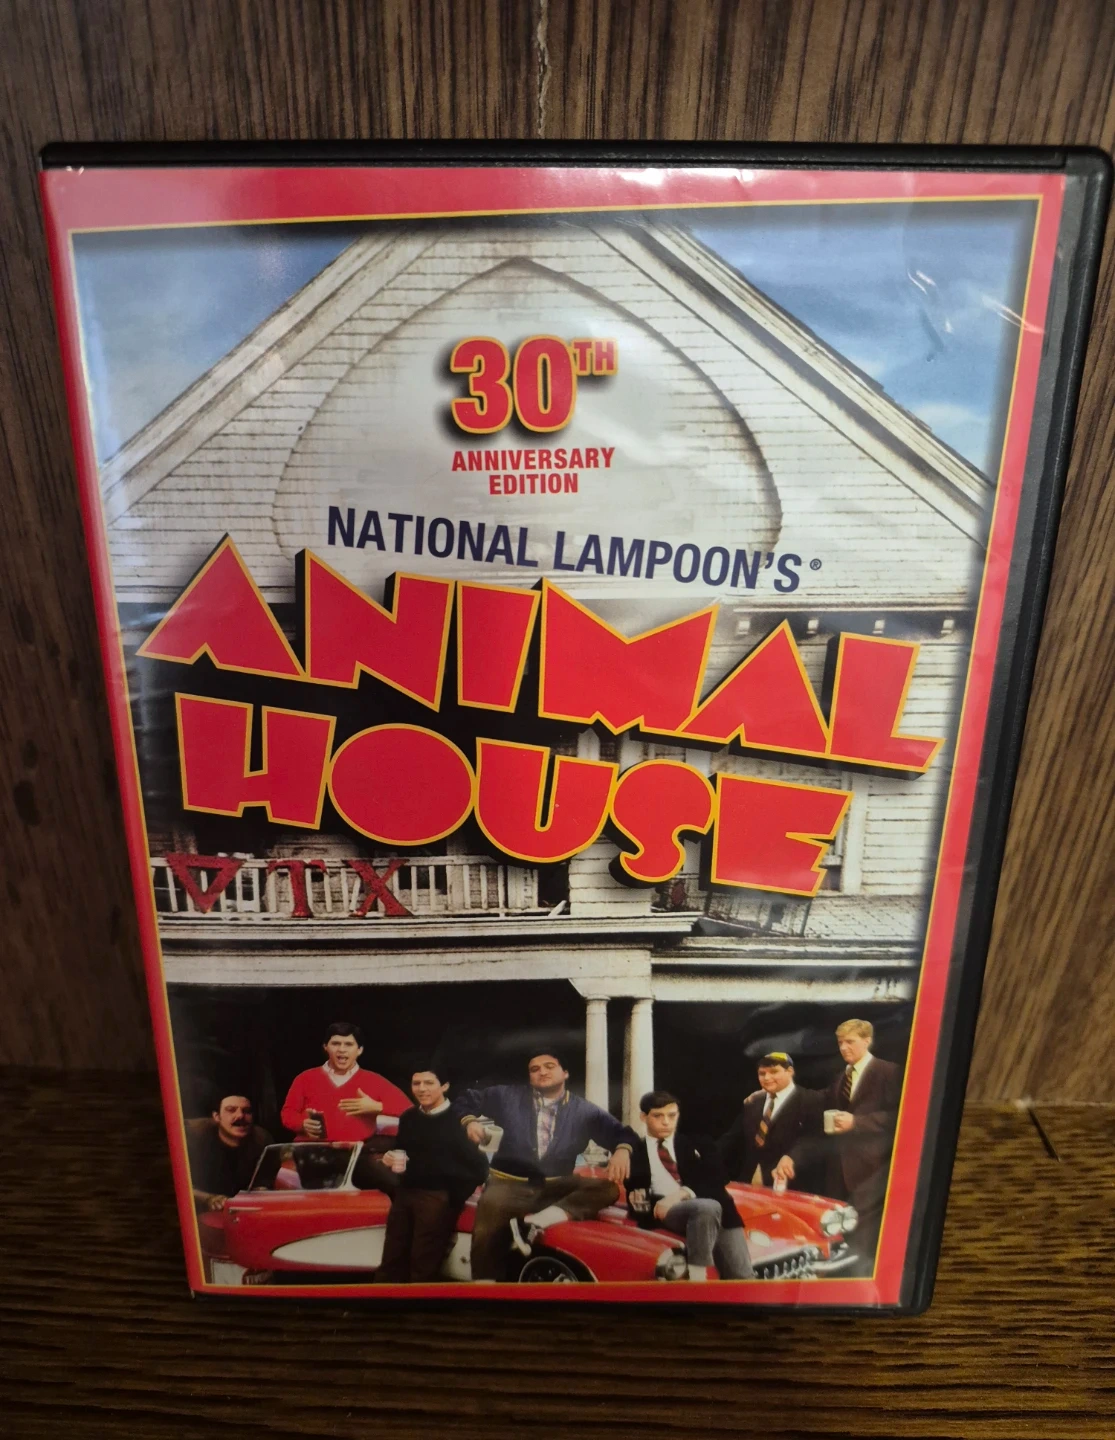 30TH
ANNIVERSARY
EDITION
NATIONAL LAMPOON'S®
ANIMAL
HOUSE
ΔTX